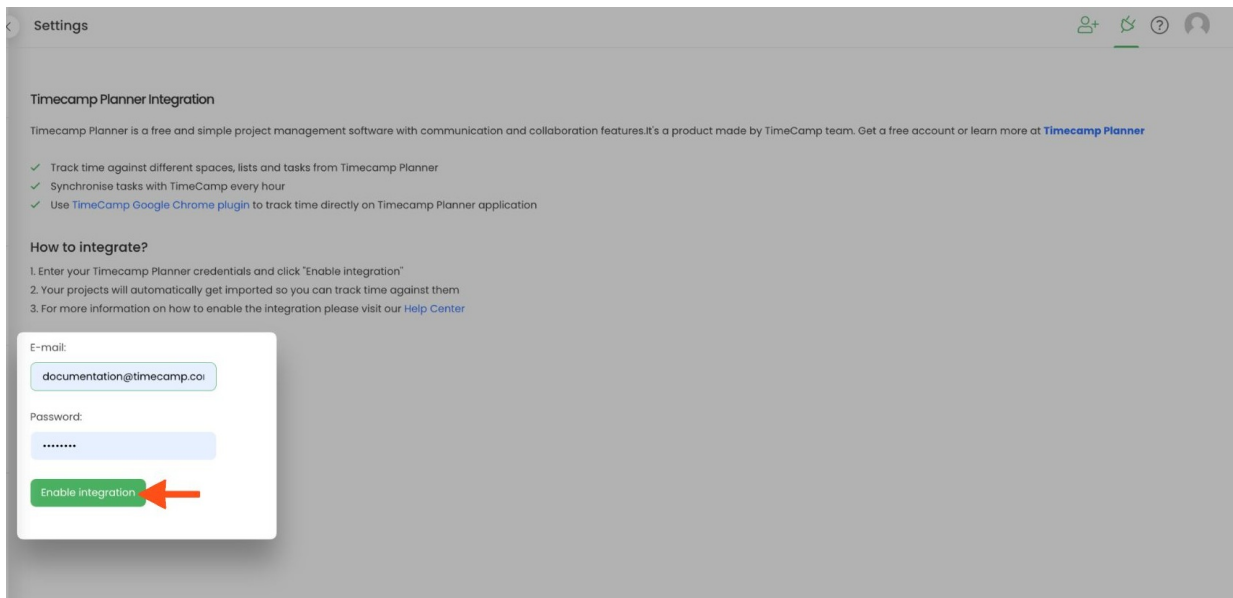 Settings
Timecamp Planner Integration
Timecamp Planner is a free and simple project management software with communication and collaboration features.It's a product made by TimeCamp team. Get a free account or learn more at Timecamp Planner
Track time against different spaces, lists and tasks from Timecamp Planner
Synchronise tasks with TimeCamp every hour
Use TimeCamp Google Chrome plugin to track time directly on Timecamp Planner application
How to integrate?
1. Enter your Timecamp Planner credentials and click "Enable integration"
2. Your projects will automatically get imported so you can track time against them
3. For more information on how to enable the integration please visit our Help Center
E-mail:
documentation@timecamp.co
Password:
••••••••
Enable integration